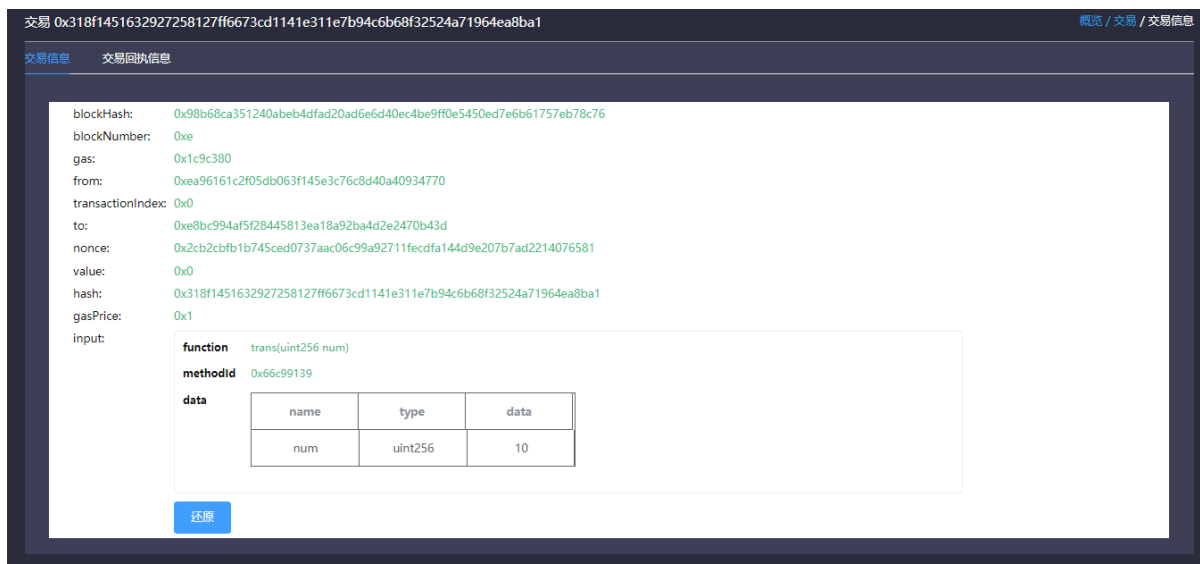 交易 0x318f1451632927258127ff6673cd1141e311e7b94c6b68f32524a71964ea8ba1 概览 / 交易 / 交易信息
交易信息 交易回执信息
blockHash: 0x98b68ca351240abeb4dfad20ad6e6d40ec4be9ff0e5450ed7e6b61757eb78c76
blockNumber: 0xe
gas: 0x1c9c380
from: 0xea96161c2f05db063f145e3c76c8d40a40934770
transactionIndex: 0x0
to: 0xe8bc994af5f28445813ea18a92ba4d2e2470b43d
nonce: 0x2cb2cbfb1b745ced0737aac06c99a92711fecdfa144d9e207b7ad2214076581
value: 0x0
hash: 0x318f1451632927258127ff6673cd1141e311e7b94c6b68f32524a71964ea8ba1
gasPrice: 0x1
input:
function trans(uint256 num)
methodId 0x66c99139
data
name type data
num uint256 10
还原